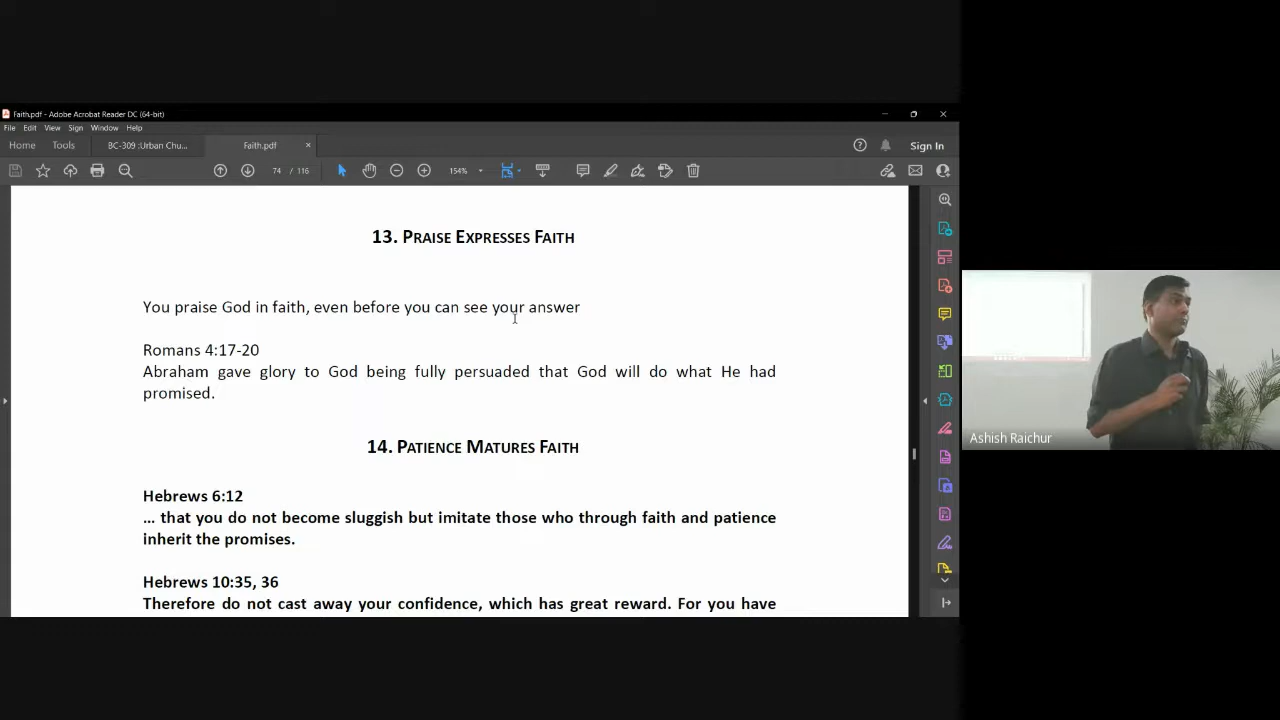 Faith.pdf - Adobe Acrobat Reader DC (64-bit)
File Edit View Sign Window Help
Home Tools BC-309 :Urban Chu... Faith.pdf × Sign In
74 / 116 154%
13. PRAISE EXPRESSES FAITH
You praise God in faith, even before you can see your answer
Romans 4:17-20
Abraham gave glory to God being fully persuaded that God will do what He had
promised.
14. PATIENCE MATURES FAITH
Hebrews 6:12
… that you do not become sluggish but imitate those who through faith and patience
inherit the promises.
Hebrews 10:35, 36
Therefore do not cast away your confidence, which has great reward. For you have
Ashish Raichur